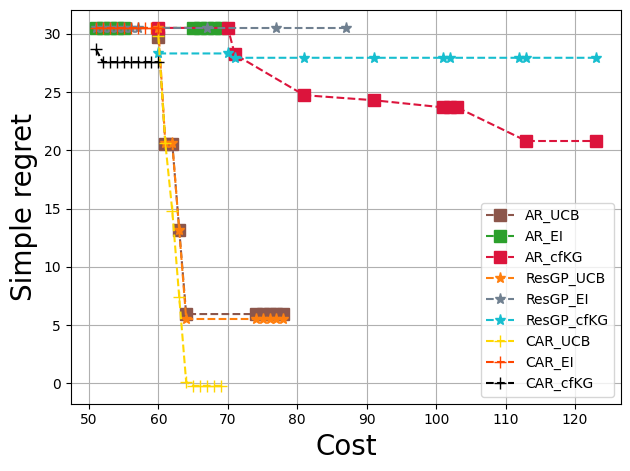 Simple regret
30
25
20
15
10
5
0
50
60
70
80
90
100
110
120
Cost
AR_UCB
AR_EI
AR_cfKG
ResGP_UCB
ResGP_EI
ResGP_cfKG
CAR_UCB
CAR_EI
CAR_cfKG